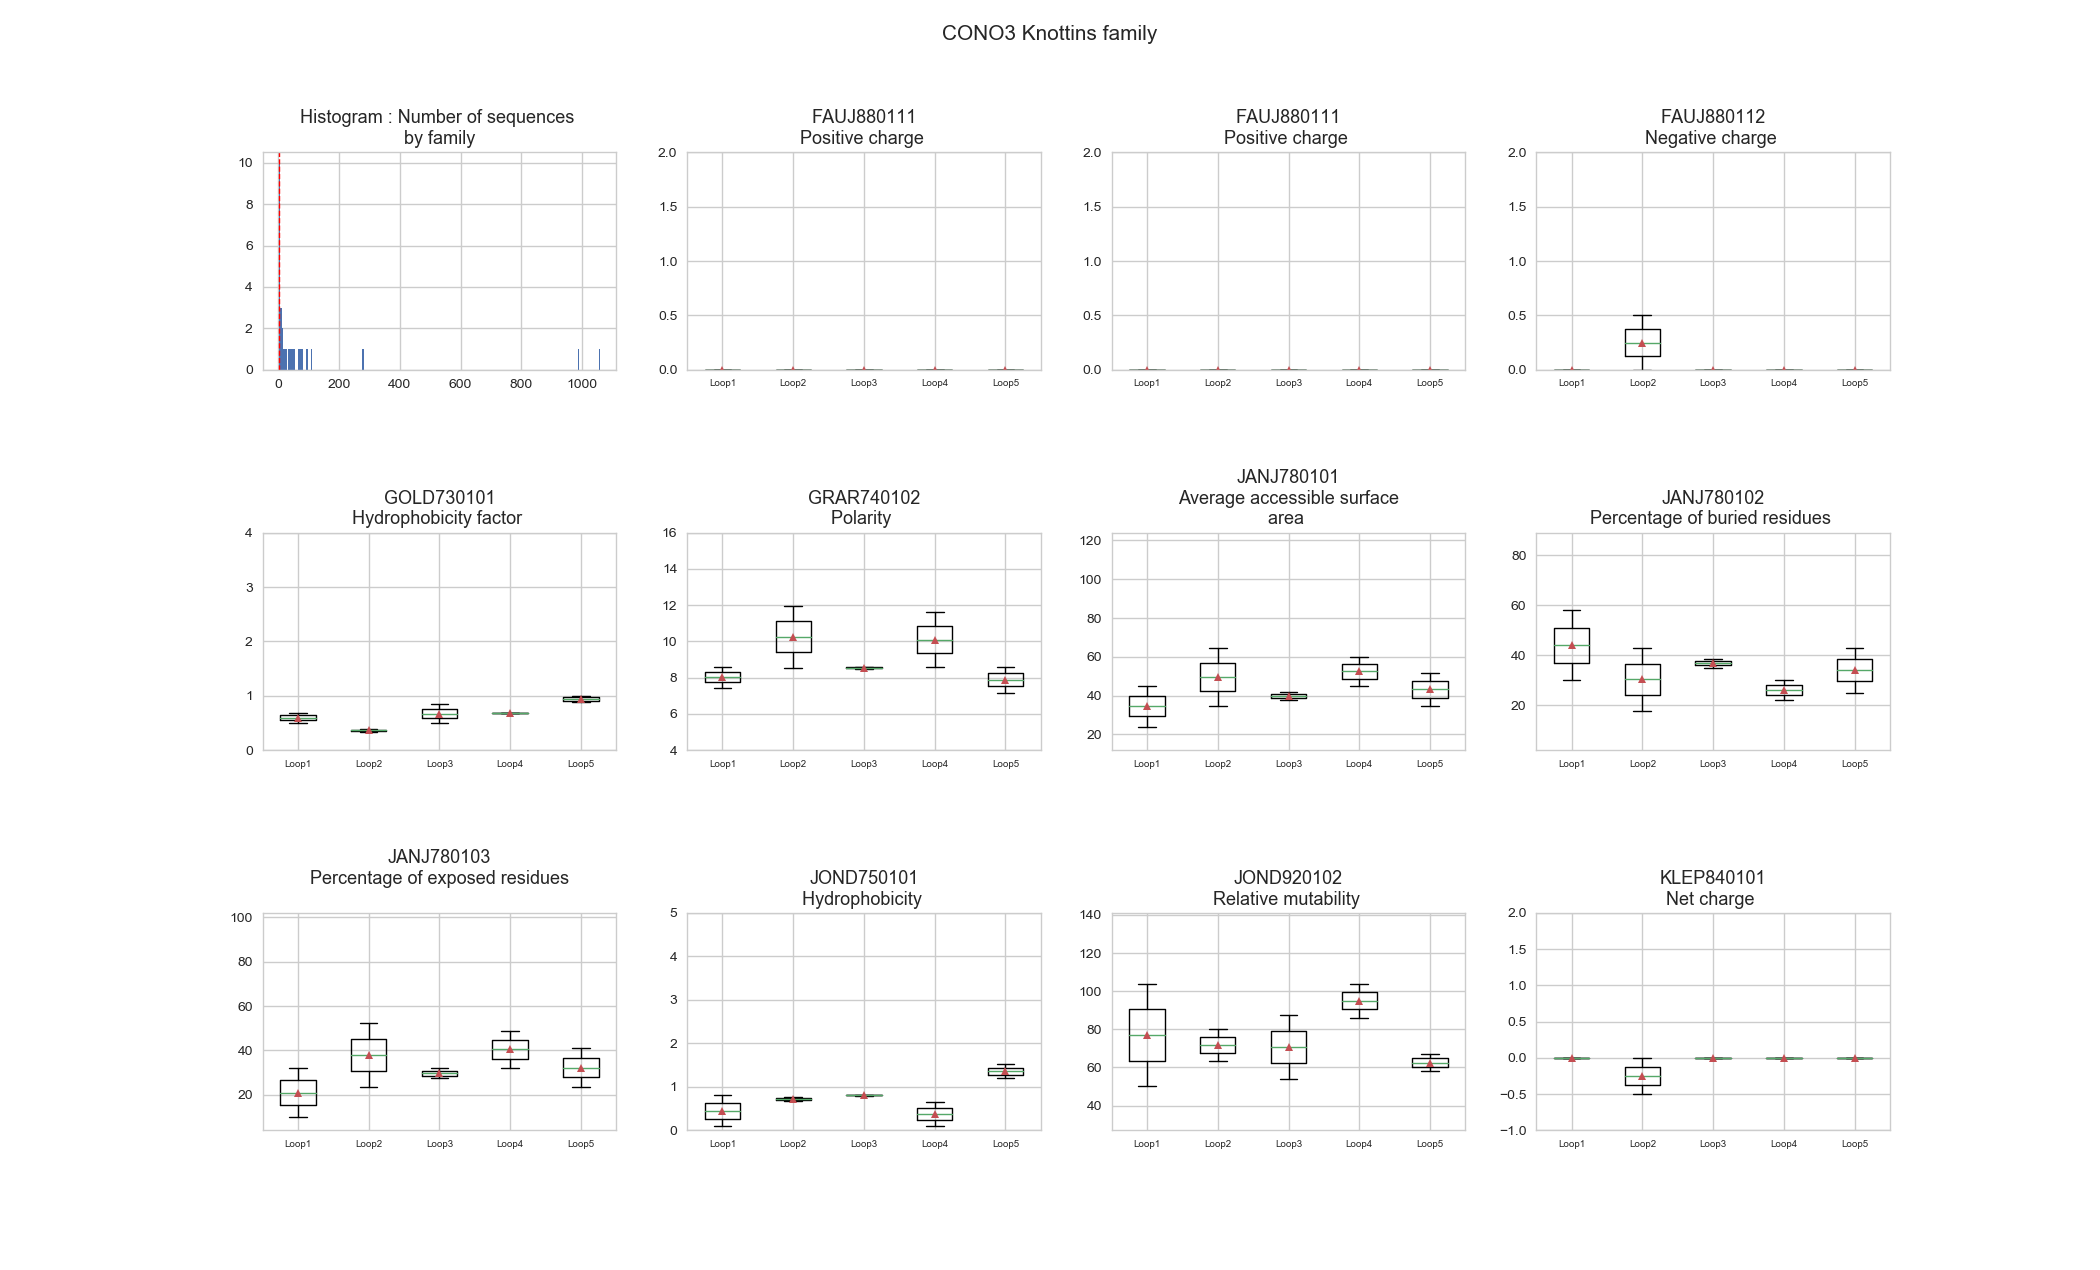 CONO3 Knottins family
Histogram : Number of sequences
by family
10
8
6
4
2
0
0 200 400 600 800 1000
FAUJ880111
Positive charge
2.0
1.5
1.0
0.5
0.0
Loop1 Loop2 Loop3 Loop4 Loop5
FAUJ880111
Positive charge
2.0
1.5
1.0
0.5
0.0
Loop1 Loop2 Loop3 Loop4 Loop5
FAUJ880112
Negative charge
2.0
1.5
1.0
0.5
0.0
Loop1 Loop2 Loop3 Loop4 Loop5
GOLD730101
Hydrophobicity factor
4
3
2
1
0
Loop1 Loop2 Loop3 Loop4 Loop5
GRAR740102
Polarity
16
14
12
10
8
6
4
Loop1 Loop2 Loop3 Loop4 Loop5
JANJ780101
Average accessible surface
area
120
100
80
60
40
20
Loop1 Loop2 Loop3 Loop4 Loop5
JANJ780102
Percentage of buried residues
80
60
40
20
Loop1 Loop2 Loop3 Loop4 Loop5
JANJ780103
Percentage of exposed residues
100
80
60
40
20
Loop1 Loop2 Loop3 Loop4 Loop5
JOND750101
Hydrophobicity
5
4
3
2
1
0
Loop1 Loop2 Loop3 Loop4 Loop5
JOND920102
Relative mutability
140
120
100
80
60
40
Loop1 Loop2 Loop3 Loop4 Loop5
KLEP840101
Net charge
2.0
1.5
1.0
0.5
0.0
−0.5
−1.0
Loop1 Loop2 Loop3 Loop4 Loop5